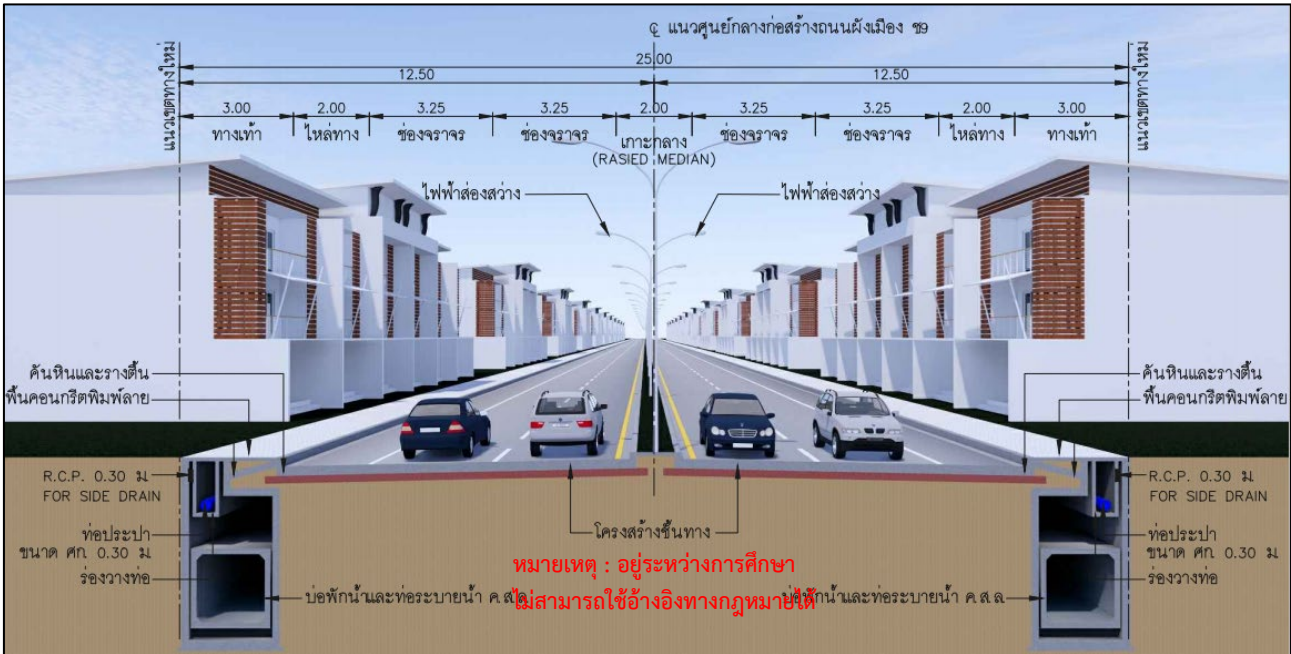 ℄ แนวศูนย์กลางก่อสร้างถนนผังเมือง ช9
25.00
12.50 12.50
3.00 2.00 3.25 3.25 2.00 3.25 3.25 2.00 3.00
แนวเขตทางใหม่
ทางเท้า ไหล่ทาง ช่องจราจร ช่องจราจร เกาะกลาง ช่องจราจร ช่องจราจร ไหล่ทาง ทางเท้า
(RASIED MEDIAN)
แนวเขตทางใหม่
ไฟฟ้าส่องสว่าง ไฟฟ้าส่องสว่าง
คันหินและรางตื้น
พื้นคอนกรีตพิมพ์ลาย
คันหินและรางตื้น
พื้นคอนกรีตพิมพ์ลาย
R.C.P. 0.30 ม.
FOR SIDE DRAIN
R.C.P. 0.30 ม.
FOR SIDE DRAIN
ท่อประปา
ขนาด ศก. 0.30 ม.
ร่องวางท่อ
โครงสร้างชั้นทาง
ท่อประปา
ขนาด ศก. 0.30 ม.
ร่องวางท่อ
หมายเหตุ : อยู่ระหว่างการศึกษา
ไม่สามารถใช้อ้างอิงทางกฎหมายได้
บ่อพักน้ำและท่อระบายน้ำ ค.ส.ล.
บ่อพักน้ำและท่อระบายน้ำ ค.ส.ล.